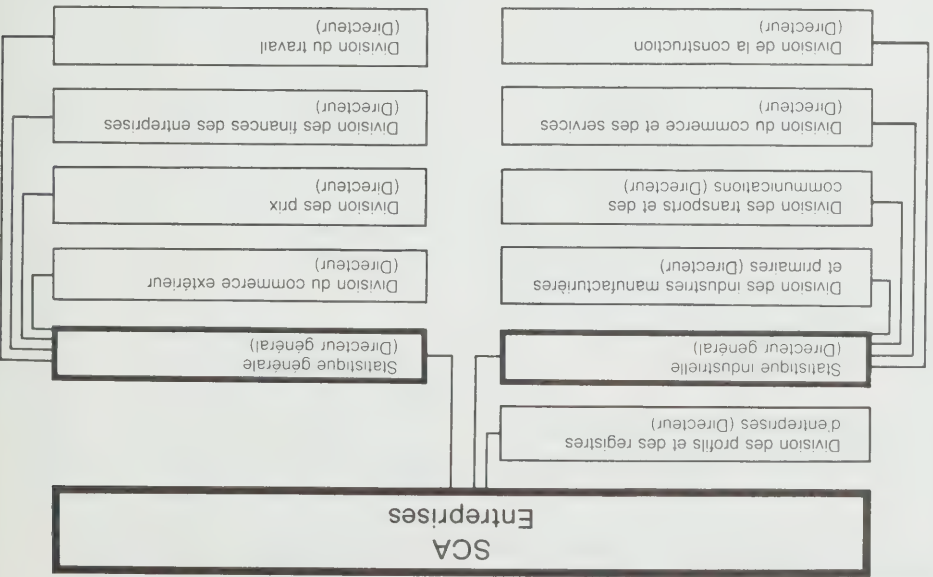 SCA
Entreprises
Division des profils et des registres
d'entreprises (Directeur)
Statistique industrielle
(Directeur général)
Division des industries manufacturières
et primaires (Directeur)
Division des transports et des
communications (Directeur)
Division du commerce et des services
(Directeur)
Division de la construction
(Directeur)
Statistique générale
(Directeur général)
Division du commerce extérieur
(Directeur)
Division des prix
(Directeur)
Division des finances des entreprises
(Directeur)
Division du travail
(Directeur)